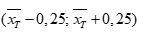 (x̅_T − 0,25; x̅_T + 0,25)